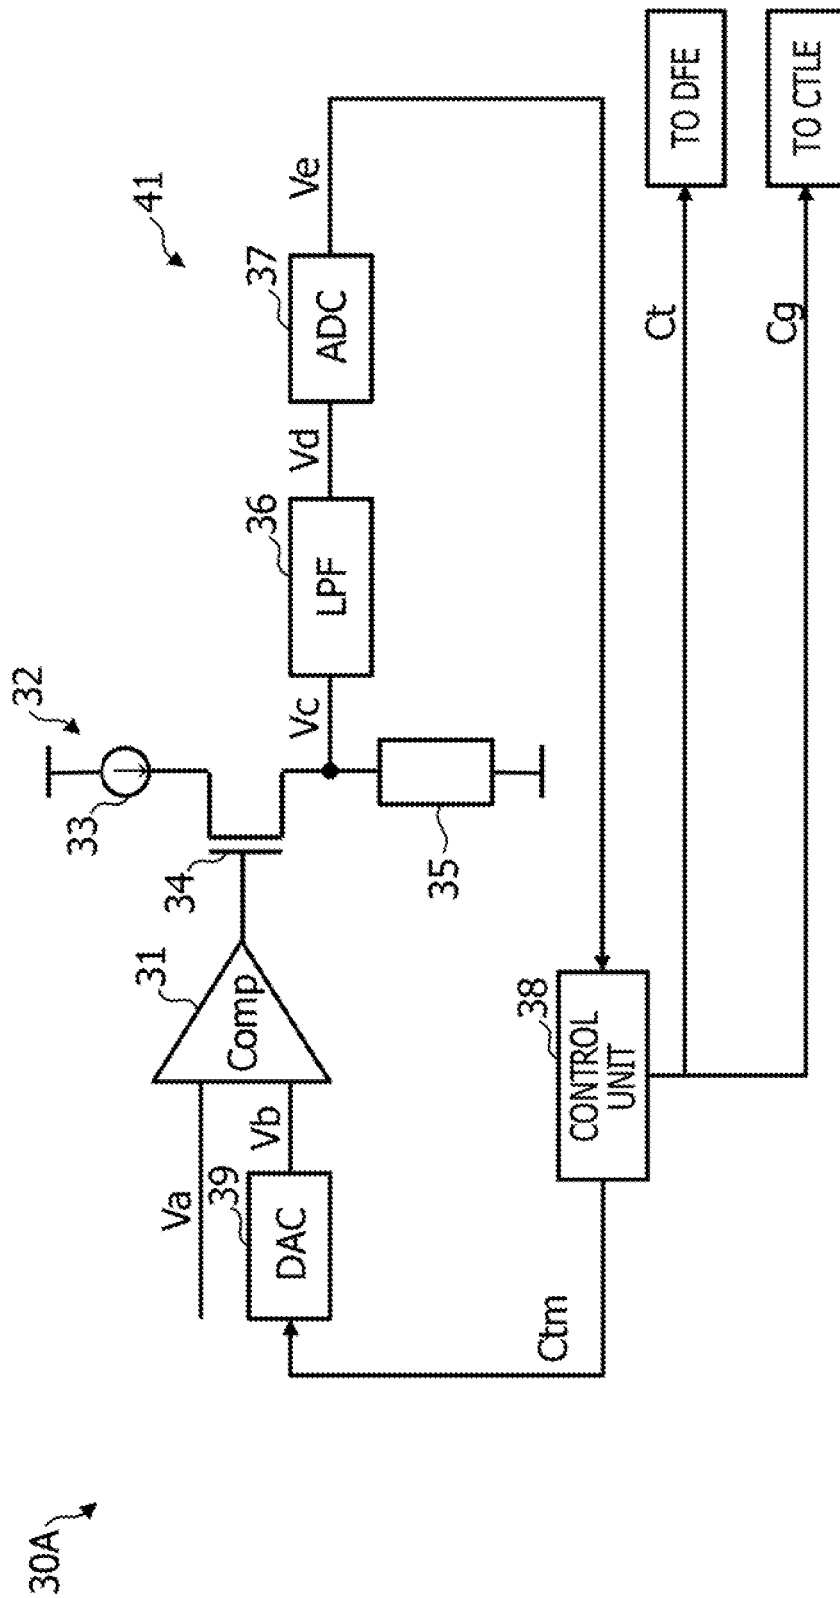 30A
32
41
33
34
31
Comp
Va
Vb
39
DAC
Vc
35
36
LPF
Vd
37
ADC
Ve
38
CONTROL
UNIT
Ctm
Ct
Cg
TO DFE
TO CTLE